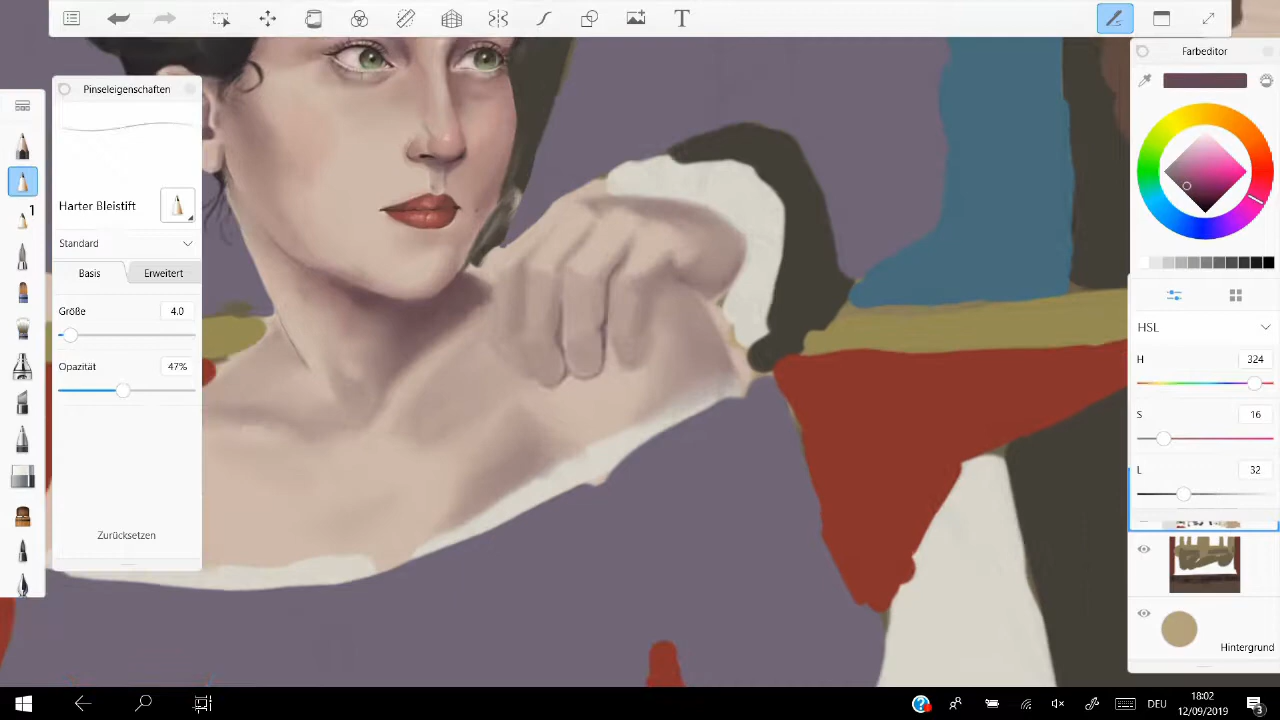 T
Pinseleigenschaften
Farbeditor
1
Harter Bleistift
Standard
Basis
Erweitert
Größe
4.0
Opazität
47%
Zurücksetzen
HSL
H
324
S
16
L
32
Hintergrund
DEU
18:02
12/09/2019
3